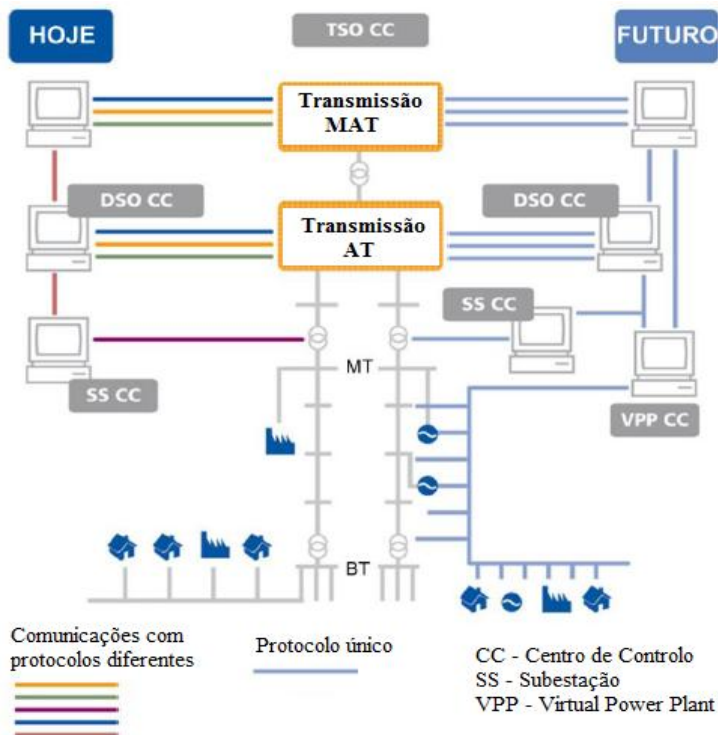 HOJE
TSO CC
FUTURO
Transmissão
MAT
DSO CC
DSO CC
Transmissão
AT
SS CC
MT
SS CC
VPP CC
BT
Comunicações com
protocolos diferentes
Protocolo único
CC - Centro de Controlo
SS - Subestação
VPP - Virtual Power Plant